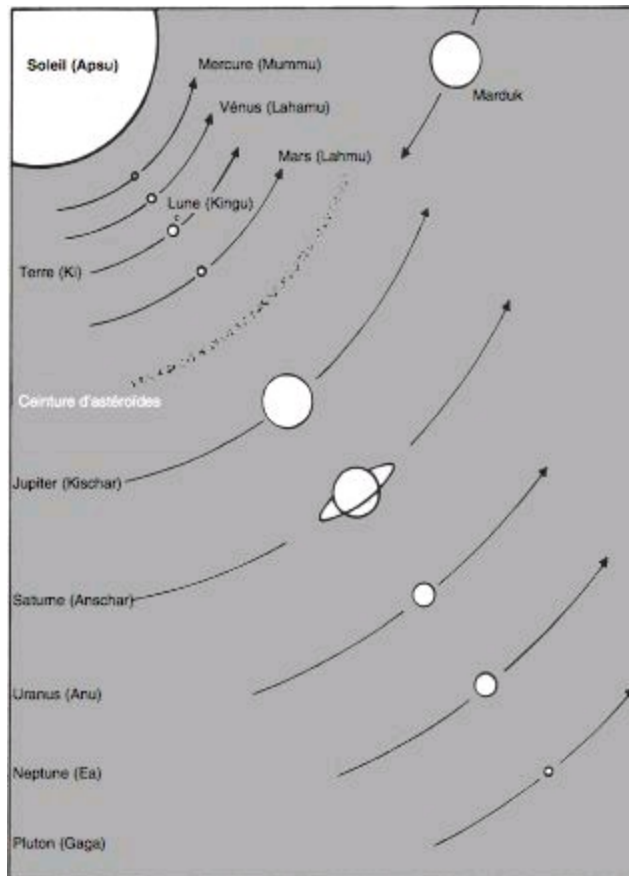 Soleil (Apsu)
Mercure (Mummu)
Marduk
Vénus (Lahamu)
Mars (Lahmu)
Lune (Kingu)
Terre (Ki)
Ceinture d'astéroïdes
Jupiter (Kischar)
Saturne (Anschar)
Uranus (Anu)
Neptune (Ea)
Pluton (Gaga)